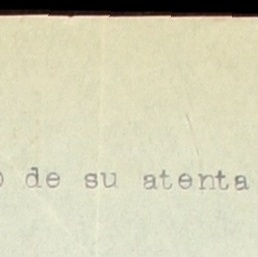 o de su atenta